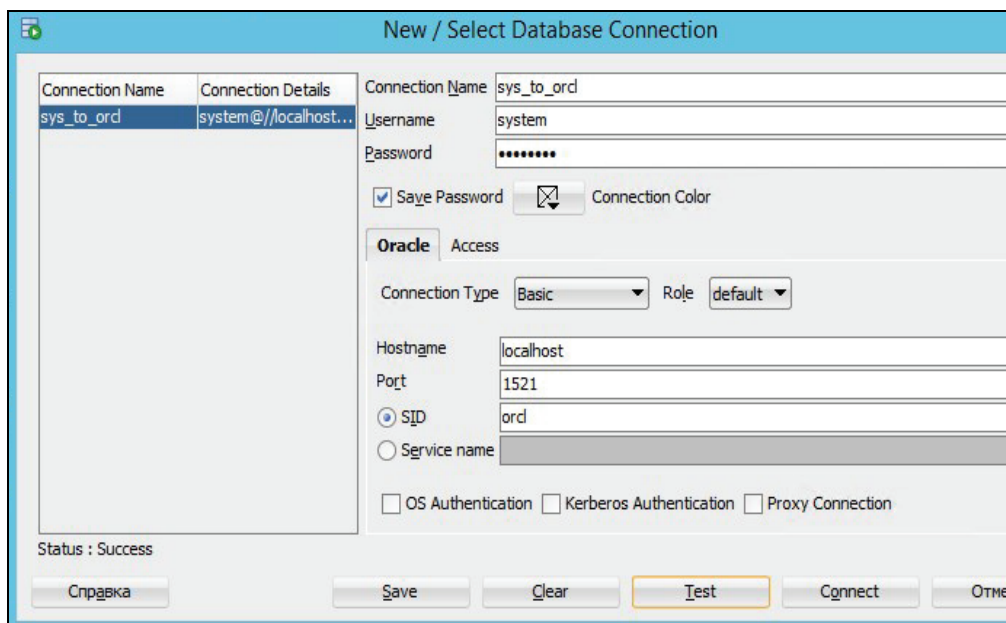 New / Select Database Connection
Connection Name Connection Details
sys_to_orcl system@//localhost...
Connection Name sys_to_orcl
Username system
Password ••••••••
Save Password Connection Color
Oracle Access
Connection Type Basic Role default
Hostname localhost
Port 1521
SID orcl
Service name
OS Authentication Kerberos Authentication Proxy Connection
Status : Success
Справка Save Clear Test Connect Отме